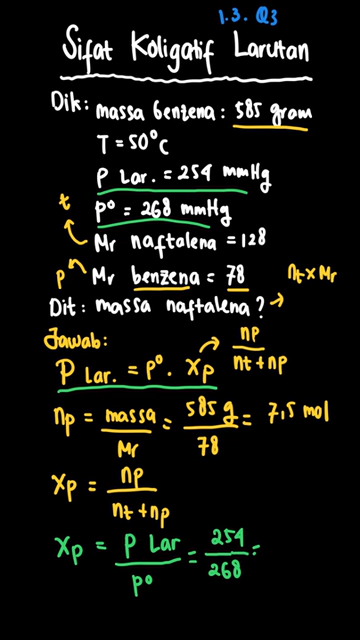 1.3. Q3
Sifat Koligatif Larutan
Dik: massa benzena: 585 gram
T = 50°C
P Lar. = 254 mmHg
t
p° = 268 mmHg
Mr naftalena = 128
p
Mr benzena = 78
nt x Mr
Dit: massa naftalena? →
Jawab:
P Lar. = p° . Xp → np / nt + np
np = massa / Mr = 585 g / 78 = 7,5 mol
Xp = np / nt + np
Xp = P Lar / p° = 254 / 268 =